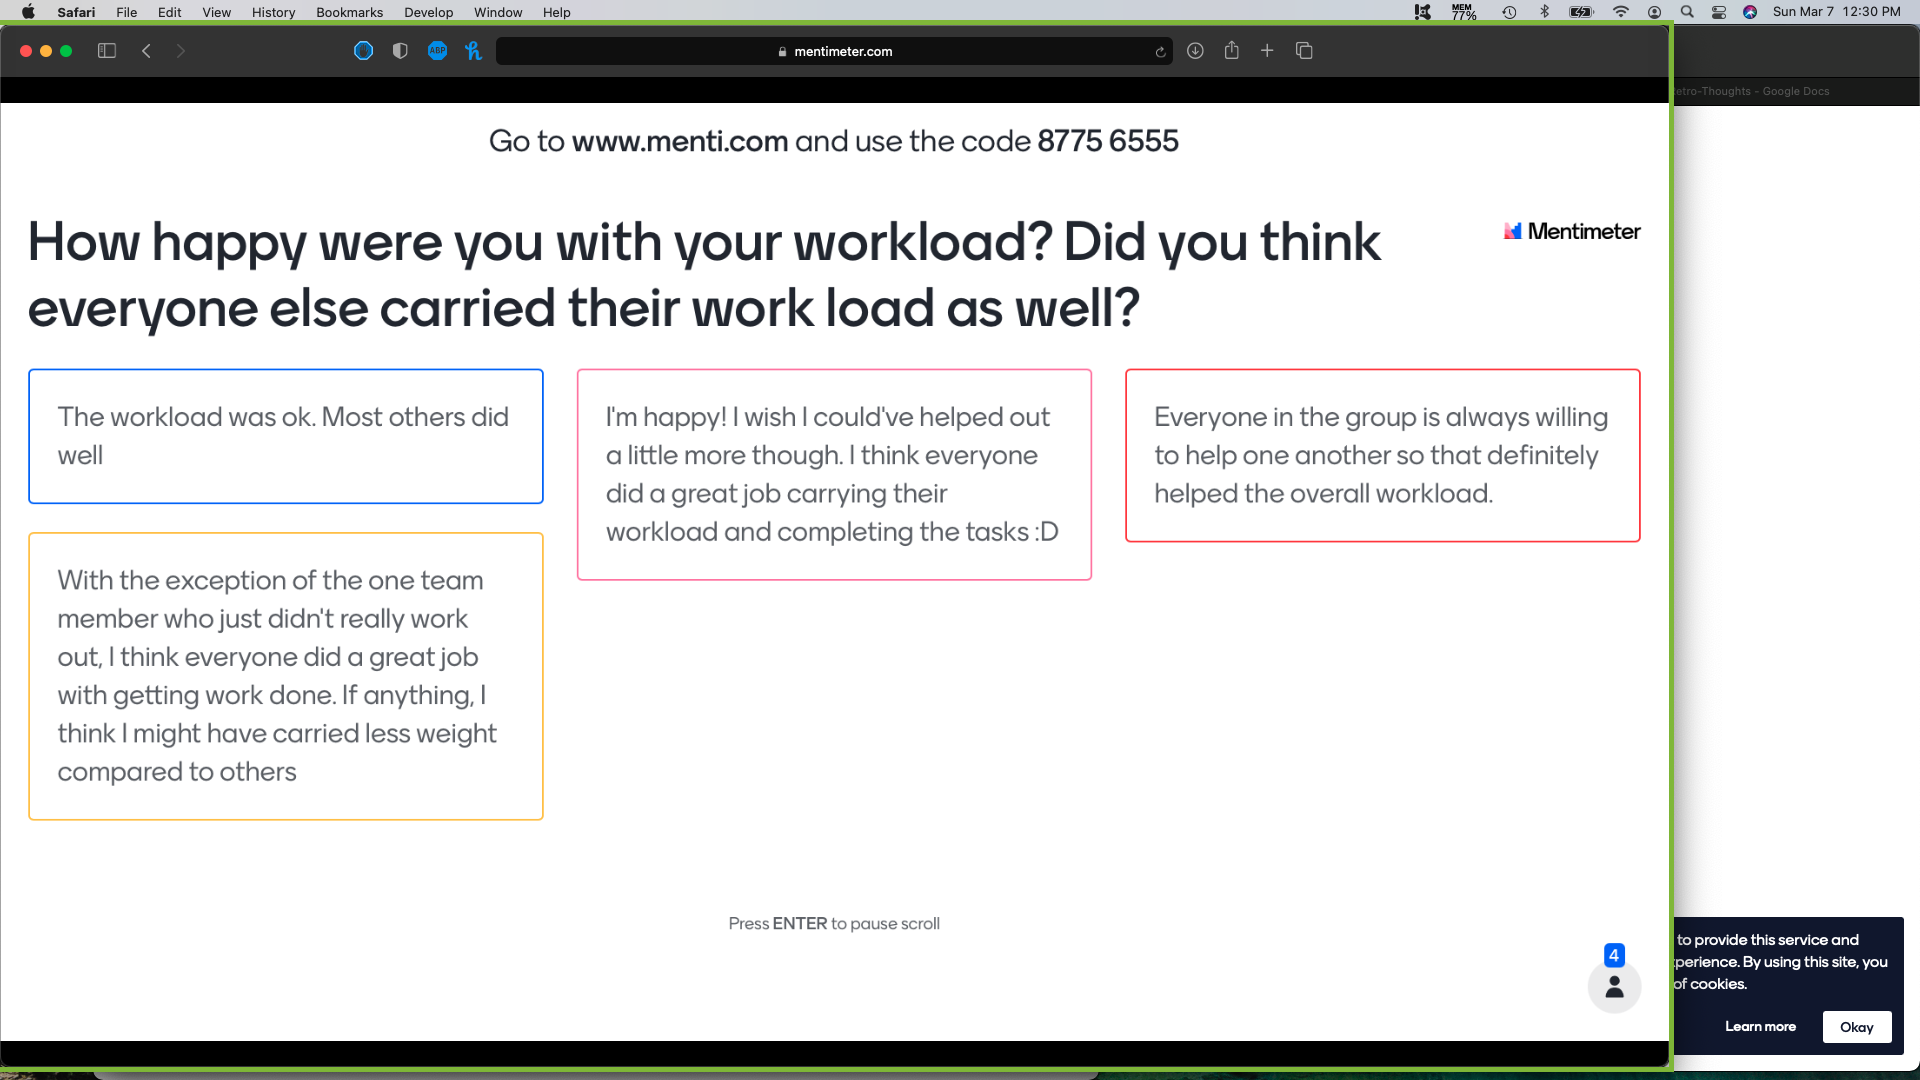 Safari File Edit View History Bookmarks Develop Window Help MEM 77% Sun Mar 7 12:30 PM
ABP mentimeter.com
etro-Thoughts - Google Docs
Go to www.menti.com and use the code 8775 6555
How happy were you with your workload? Did you think
everyone else carried their work load as well?
Mentimeter
The workload was ok. Most others did
well
With the exception of the one team
member who just didn't really work
out, I think everyone did a great job
with getting work done. If anything, I
think I might have carried less weight
compared to others
I'm happy! I wish I could've helped out
a little more though. I think everyone
did a great job carrying their
workload and completing the tasks :D
Everyone in the group is always willing
to help one another so that definitely
helped the overall workload.
Press ENTER to pause scroll
4
to provide this service and
perience. By using this site, you
of cookies.
Learn more Okay